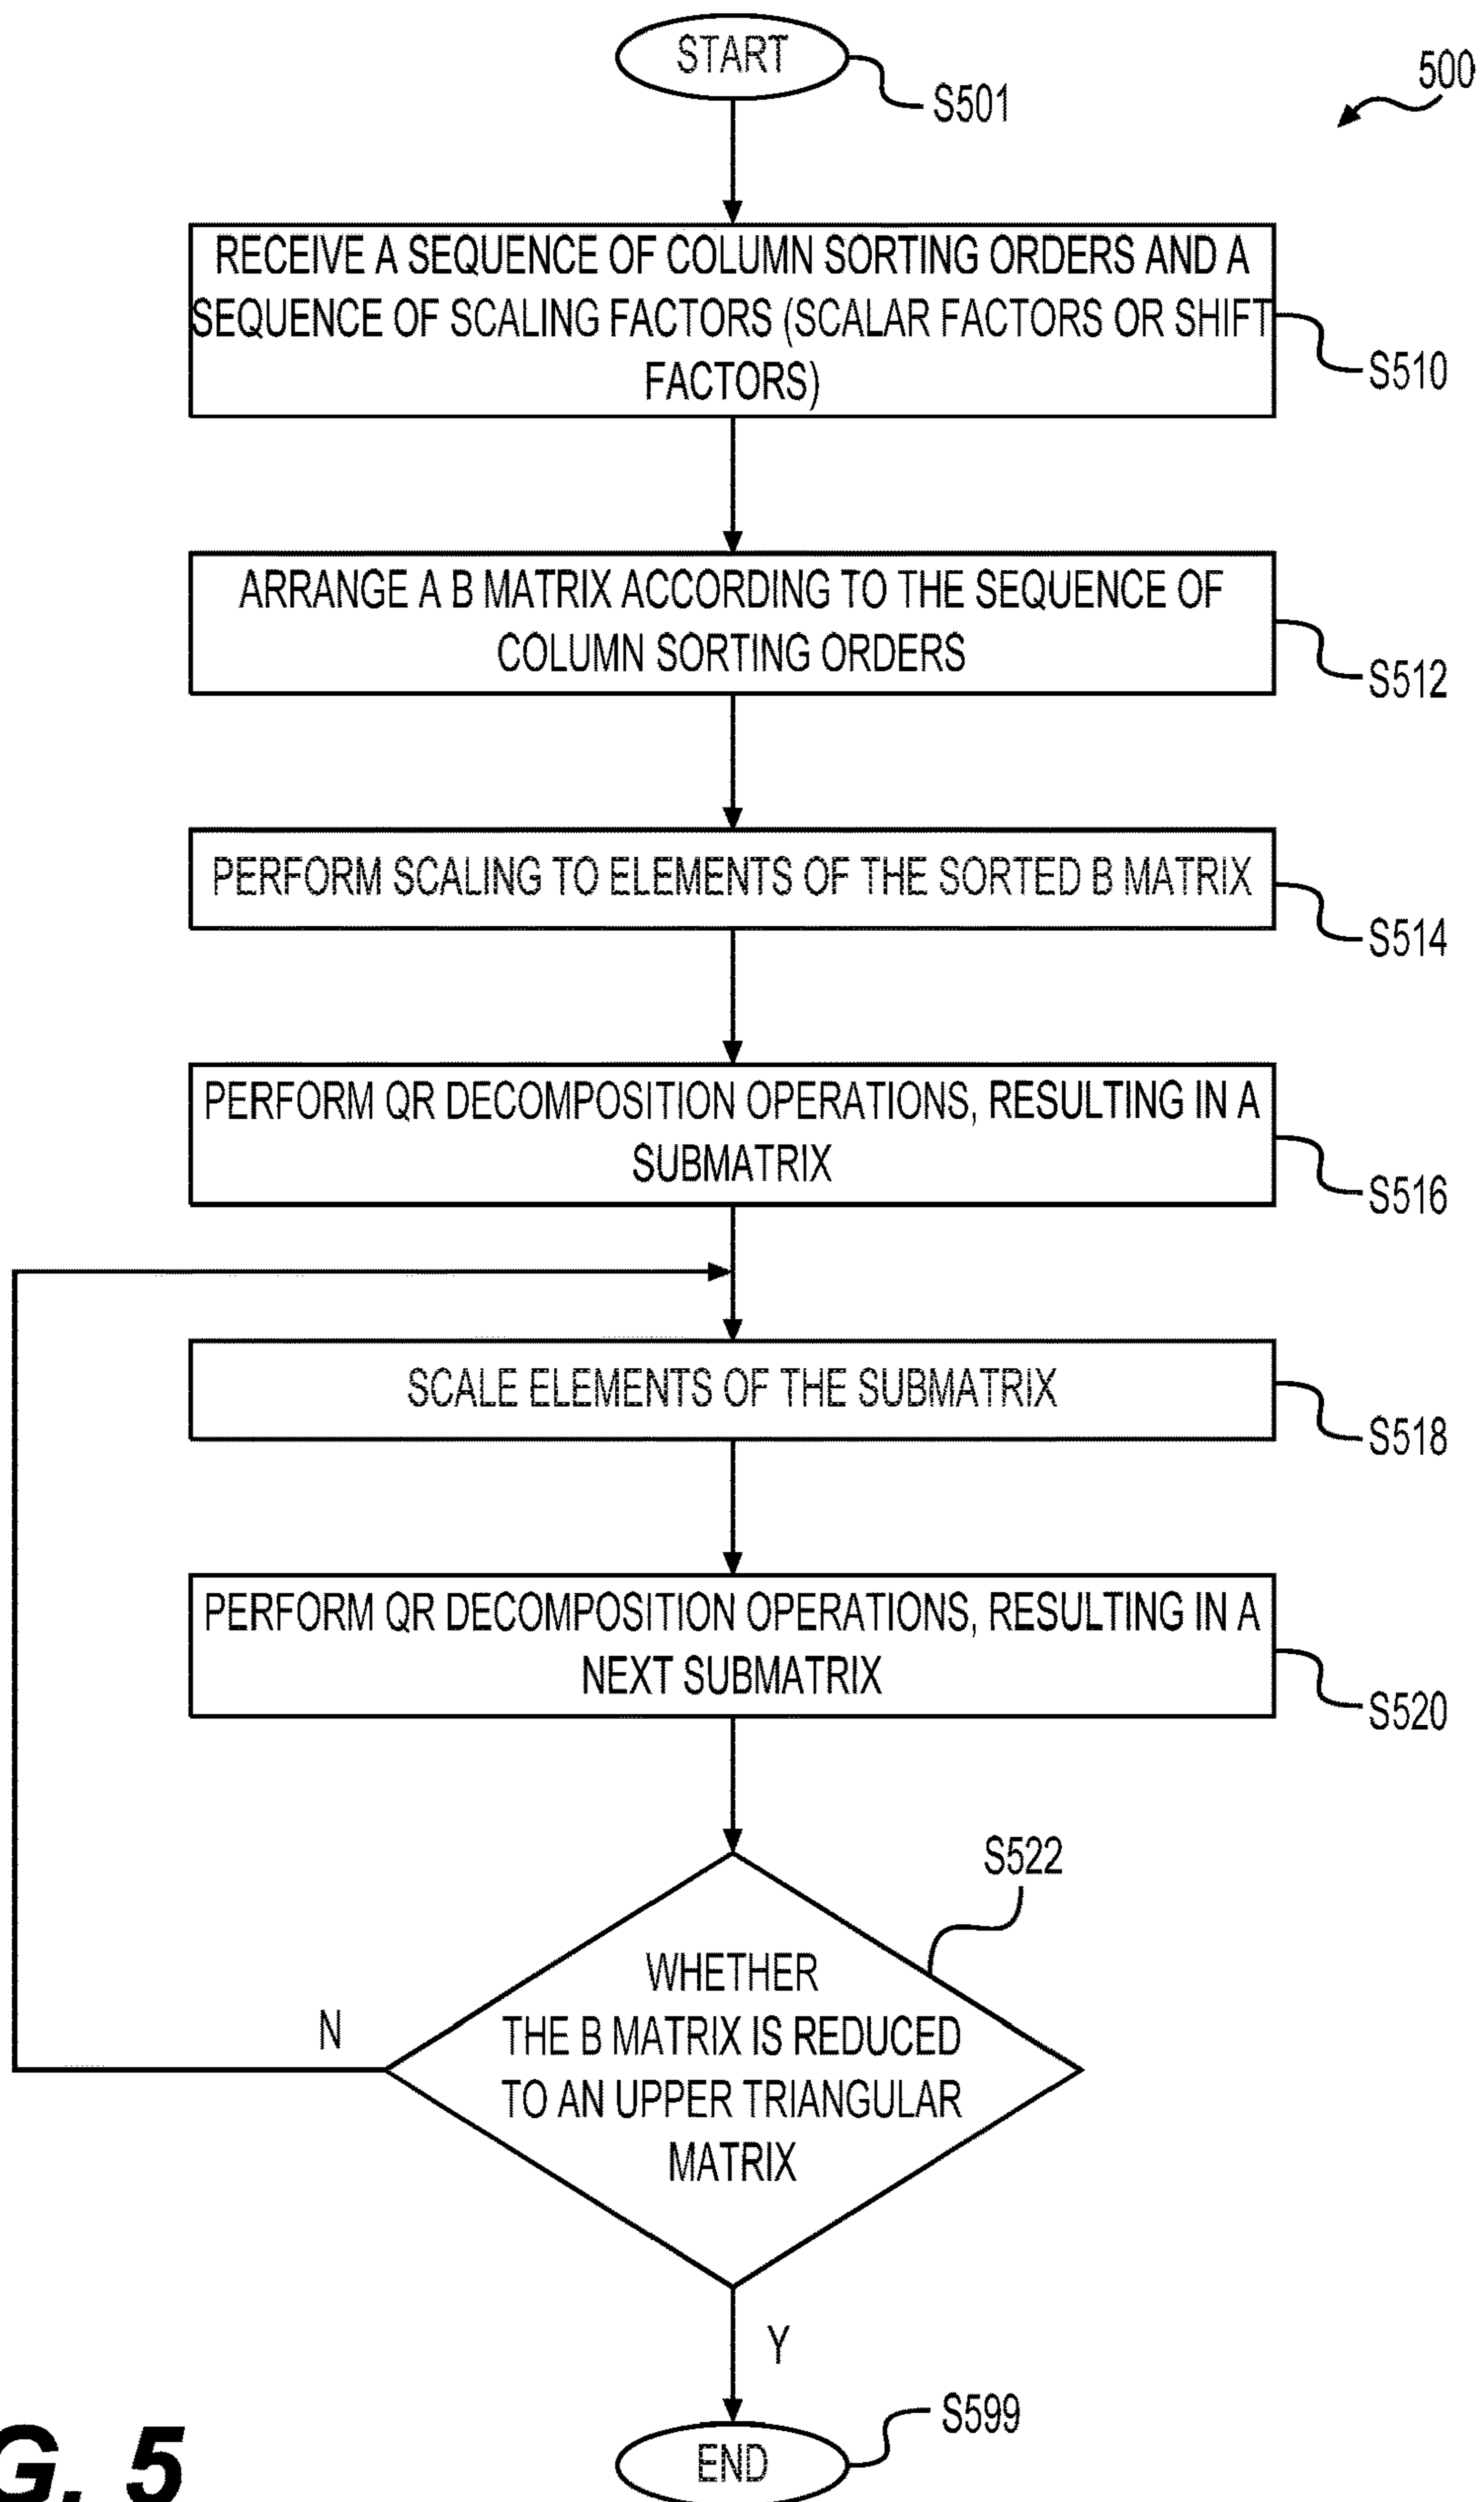 START
S501
500
RECEIVE A SEQUENCE OF COLUMN SORTING ORDERS AND A
SEQUENCE OF SCALING FACTORS (SCALAR FACTORS OR SHIFT
FACTORS)
S510
ARRANGE A B MATRIX ACCORDING TO THE SEQUENCE OF
COLUMN SORTING ORDERS
S512
PERFORM SCALING TO ELEMENTS OF THE SORTED B MATRIX
S514
PERFORM QR DECOMPOSITION OPERATIONS, RESULTING IN A
SUBMATRIX
S516
SCALE ELEMENTS OF THE SUBMATRIX
S518
PERFORM QR DECOMPOSITION OPERATIONS, RESULTING IN A
NEXT SUBMATRIX
S520
S522
WHETHER
THE B MATRIX IS REDUCED
TO AN UPPER TRIANGULAR
MATRIX
N
Y
END
S599
G. 5